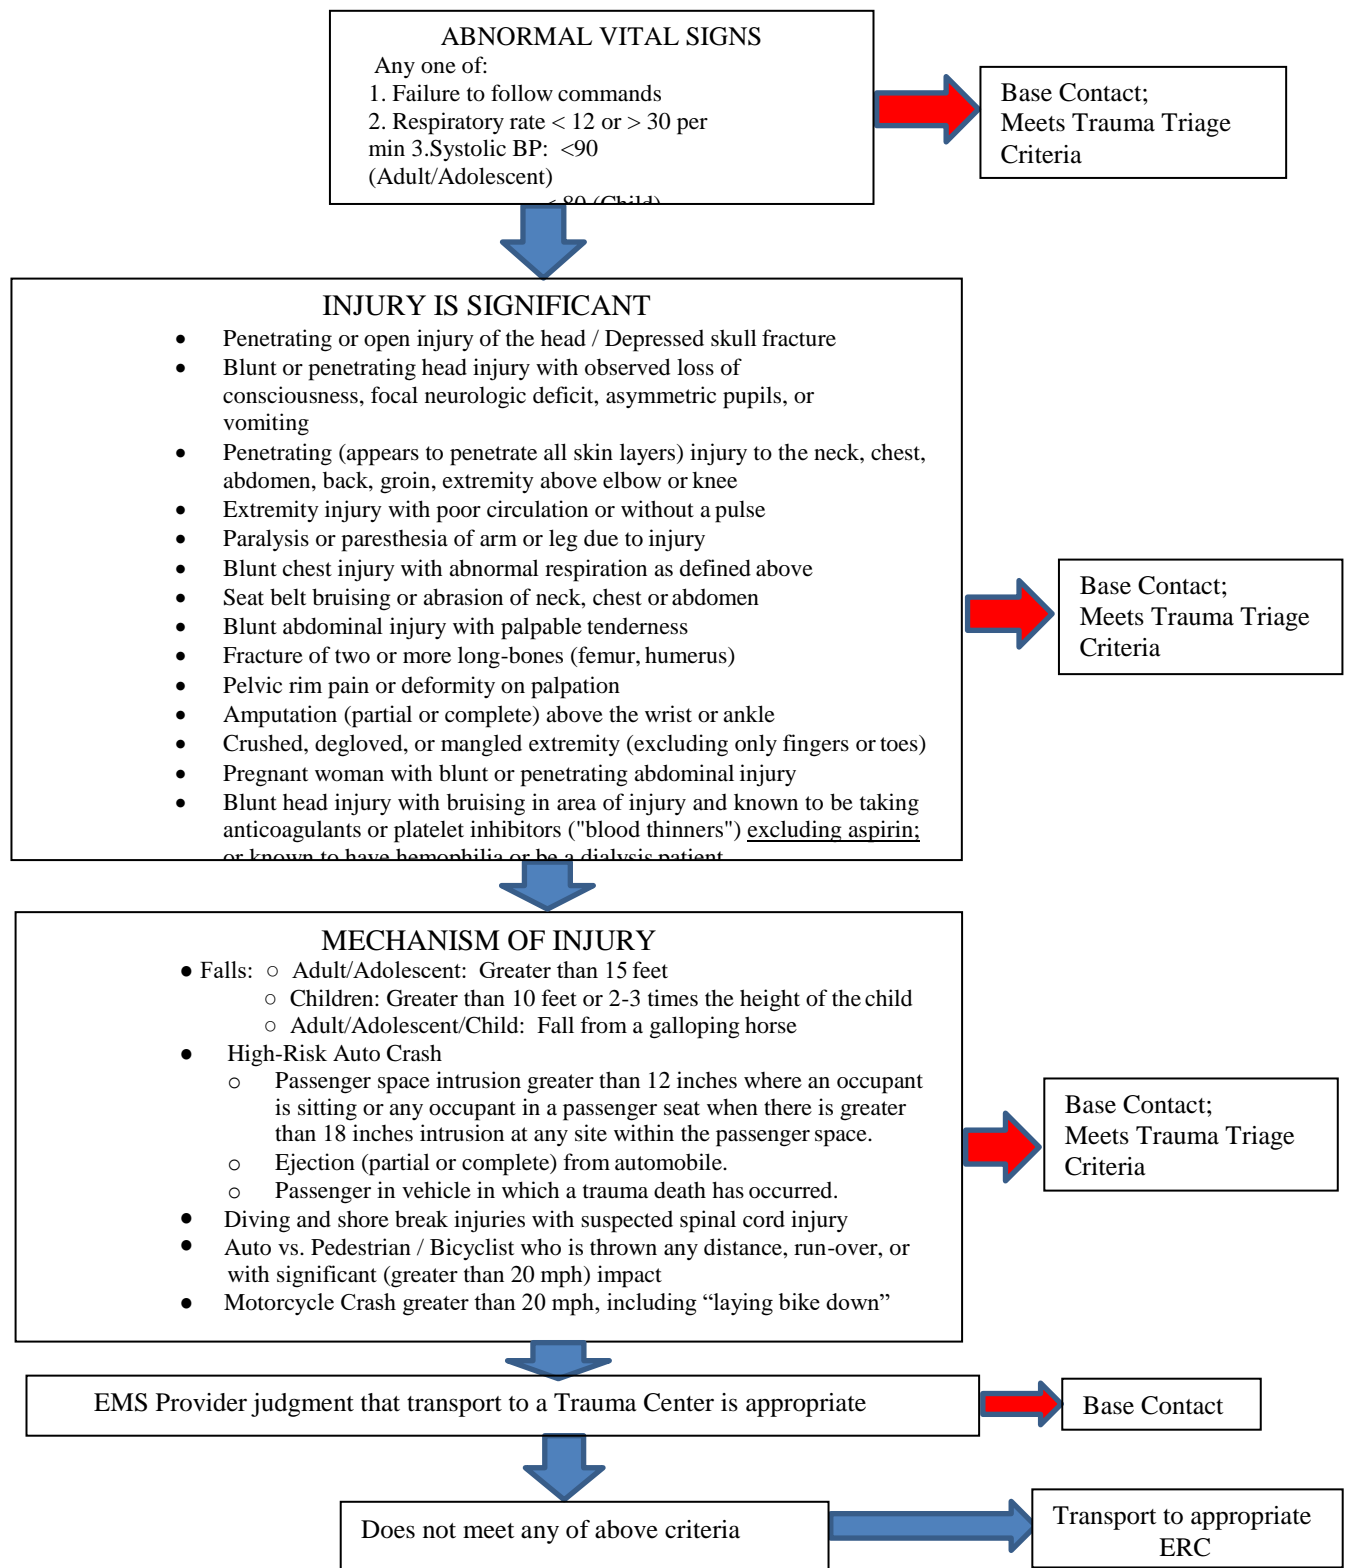 ABNORMAL VITAL SIGNS
Any one of:
1. Failure to follow commands
2. Respiratory rate < 12 or > 30 per
min 3.Systolic BP: <90
(Adult/Adolescent)
< 80 (Child)
Base Contact;
Meets Trauma Triage
Criteria
INJURY IS SIGNIFICANT
● Penetrating or open injury of the head / Depressed skull fracture
● Blunt or penetrating head injury with observed loss of
consciousness, focal neurologic deficit, asymmetric pupils, or
vomiting
● Penetrating (appears to penetrate all skin layers) injury to the neck, chest,
abdomen, back, groin, extremity above elbow or knee
● Extremity injury with poor circulation or without a pulse
● Paralysis or paresthesia of arm or leg due to injury
● Blunt chest injury with abnormal respiration as defined above
● Seat belt bruising or abrasion of neck, chest or abdomen
● Blunt abdominal injury with palpable tenderness
● Fracture of two or more long-bones (femur, humerus)
● Pelvic rim pain or deformity on palpation
● Amputation (partial or complete) above the wrist or ankle
● Crushed, degloved, or mangled extremity (excluding only fingers or toes)
● Pregnant woman with blunt or penetrating abdominal injury
● Blunt head injury with bruising in area of injury and known to be taking
anticoagulants or platelet inhibitors ("blood thinners") excluding aspirin;
or known to have hemophilia or be a dialysis patient
Base Contact;
Meets Trauma Triage
Criteria
MECHANISM OF INJURY
● Falls: ○ Adult/Adolescent: Greater than 15 feet
○ Children: Greater than 10 feet or 2-3 times the height of the child
○ Adult/Adolescent/Child: Fall from a galloping horse
● High-Risk Auto Crash
o Passenger space intrusion greater than 12 inches where an occupant
is sitting or any occupant in a passenger seat when there is greater
than 18 inches intrusion at any site within the passenger space.
o Ejection (partial or complete) from automobile.
o Passenger in vehicle in which a trauma death has occurred.
● Diving and shore break injuries with suspected spinal cord injury
● Auto vs. Pedestrian / Bicyclist who is thrown any distance, run-over, or
with significant (greater than 20 mph) impact
● Motorcycle Crash greater than 20 mph, including “laying bike down”
Base Contact;
Meets Trauma Triage
Criteria
EMS Provider judgment that transport to a Trauma Center is appropriate
Base Contact
Does not meet any of above criteria
Transport to appropriate
ERC